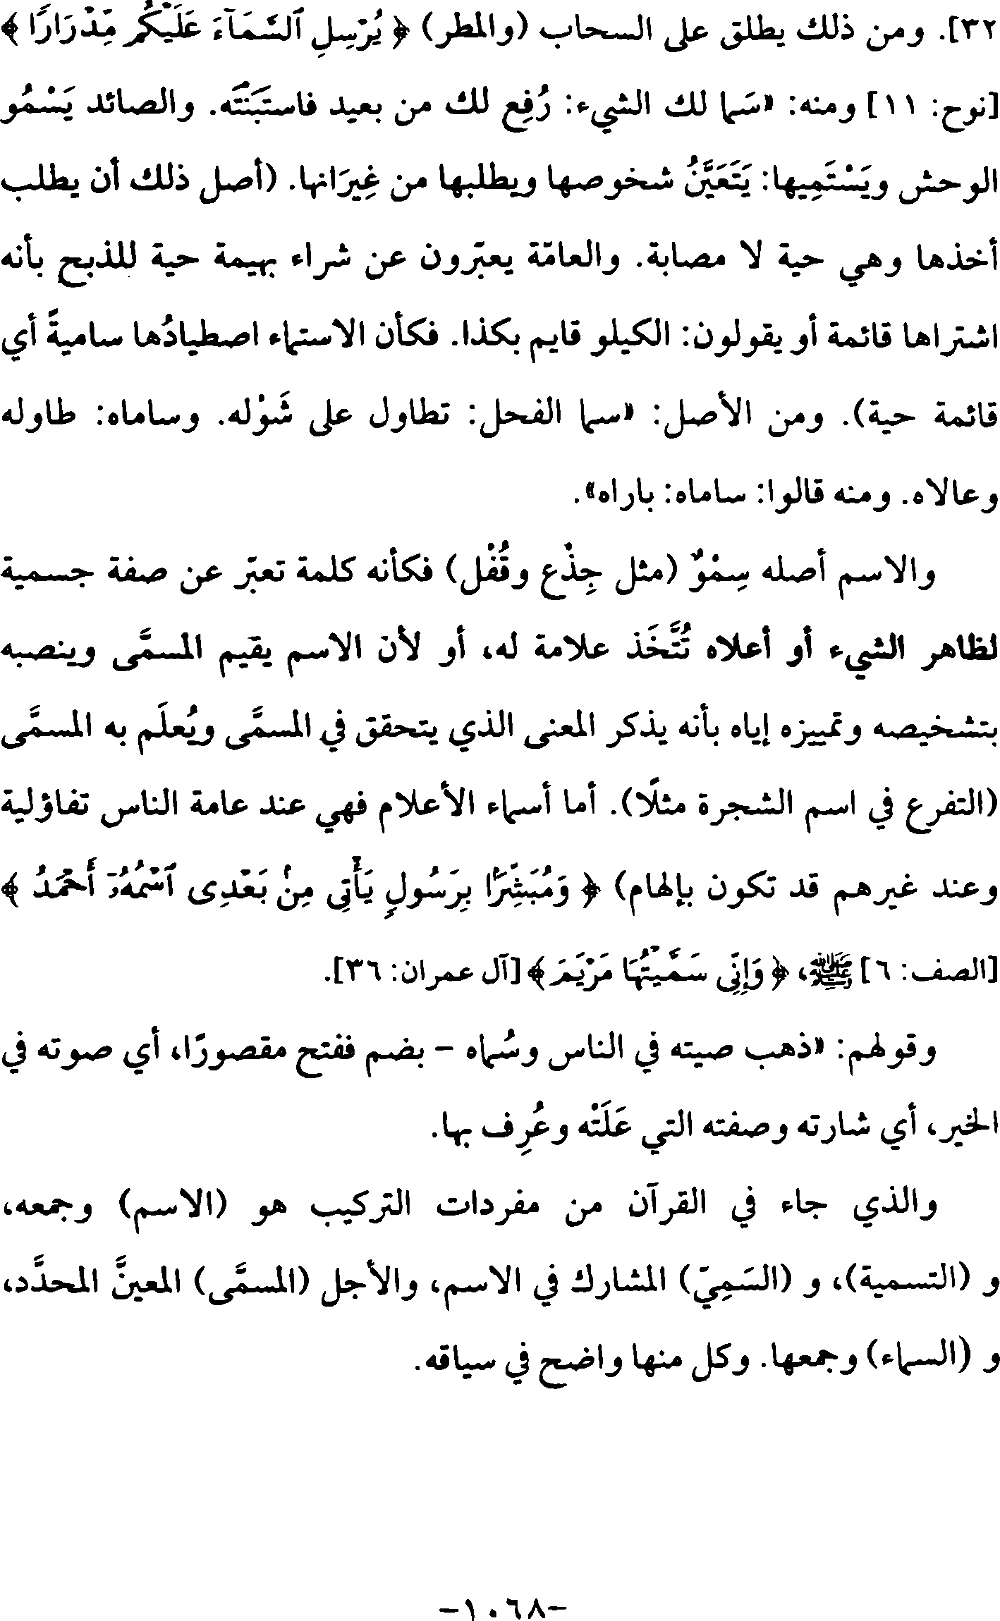 ٣٢]. ومن ذلك يطلق على السحاب (والمطر) ﴿ يُرْسِلِ ٱلسَّمَآءَ عَلَيْكُم مِّدْرَارًا ﴾
[نوح: ١١] ومنه: «سَما لك الشيء: رُفِع لك من بعيد فاستَبَنْتَه. والصائد يَسْمُو
الوحش ويَسْتَمِيها: يَتَعَيَّنُ شخوصها ويطلبها من غِيرَانها. (أصل ذلك أن يطلب
أخذها وهي حية لا مصابة. والعامّة يعبّرون عن شراء بهيمة حية للذبح بأنه
اشتراها قائمة أو يقولون: الكيلو قايم بكذا. فكأن الاستماء اصطيادُها ساميةً أي
قائمة حية). ومن الأصل: «سما الفحل: تطاول على شَوْله. وساماه: طاوله
وعالاه. ومنه قالوا: ساماه: باراه».
والاسم أصله سِمْوٌ (مثل جِذْع وقُفْل) فكأنه كلمة تعبّر عن صفة جسمية
لظاهر الشيء أو أعلاه تُتَّخَذ علامة له، أو لأن الاسم يقيم المسمَّى وينصبه
بتشخيصه وتمييزه إياه بأنه يذكر المعنى الذي يتحقق في المسمَّى ويُعلَم به المسمَّى
(التفرع في اسم الشجرة مثلًا). أما أسماء الأعلام فهي عند عامة الناس تفاؤلية
وعند غيرهم قد تكون بإلهام) ﴿ وَمُبَشِّرًۢا بِرَسُولٍ يَأْتِى مِنۢ بَعْدِى ٱسْمُهُۥٓ أَحْمَدُ ﴾
[الصف: ٦] ﷺ، ﴿ وَإِنِّى سَمَّيْتُهَا مَرْيَمَ ﴾ [آل عمران: ٣٦].
وقولهم: «ذهب صيته في الناس وسُماه – بضم ففتح مقصورًا، أي صوته في
الخير، أي شارته وصفته التي عَلَتْه وعُرِف بها.
والذي جاء في القرآن من مفردات التركيب هو (الاسم) وجمعه،
و (التسمية)، و (السَمِيّ) المشارك في الاسم، والأجل (المسمَّى) المعينَّ المحدَّد،
و (السماء) وجمعها. وكل منها واضح في سياقه.
-١٠٦٨-